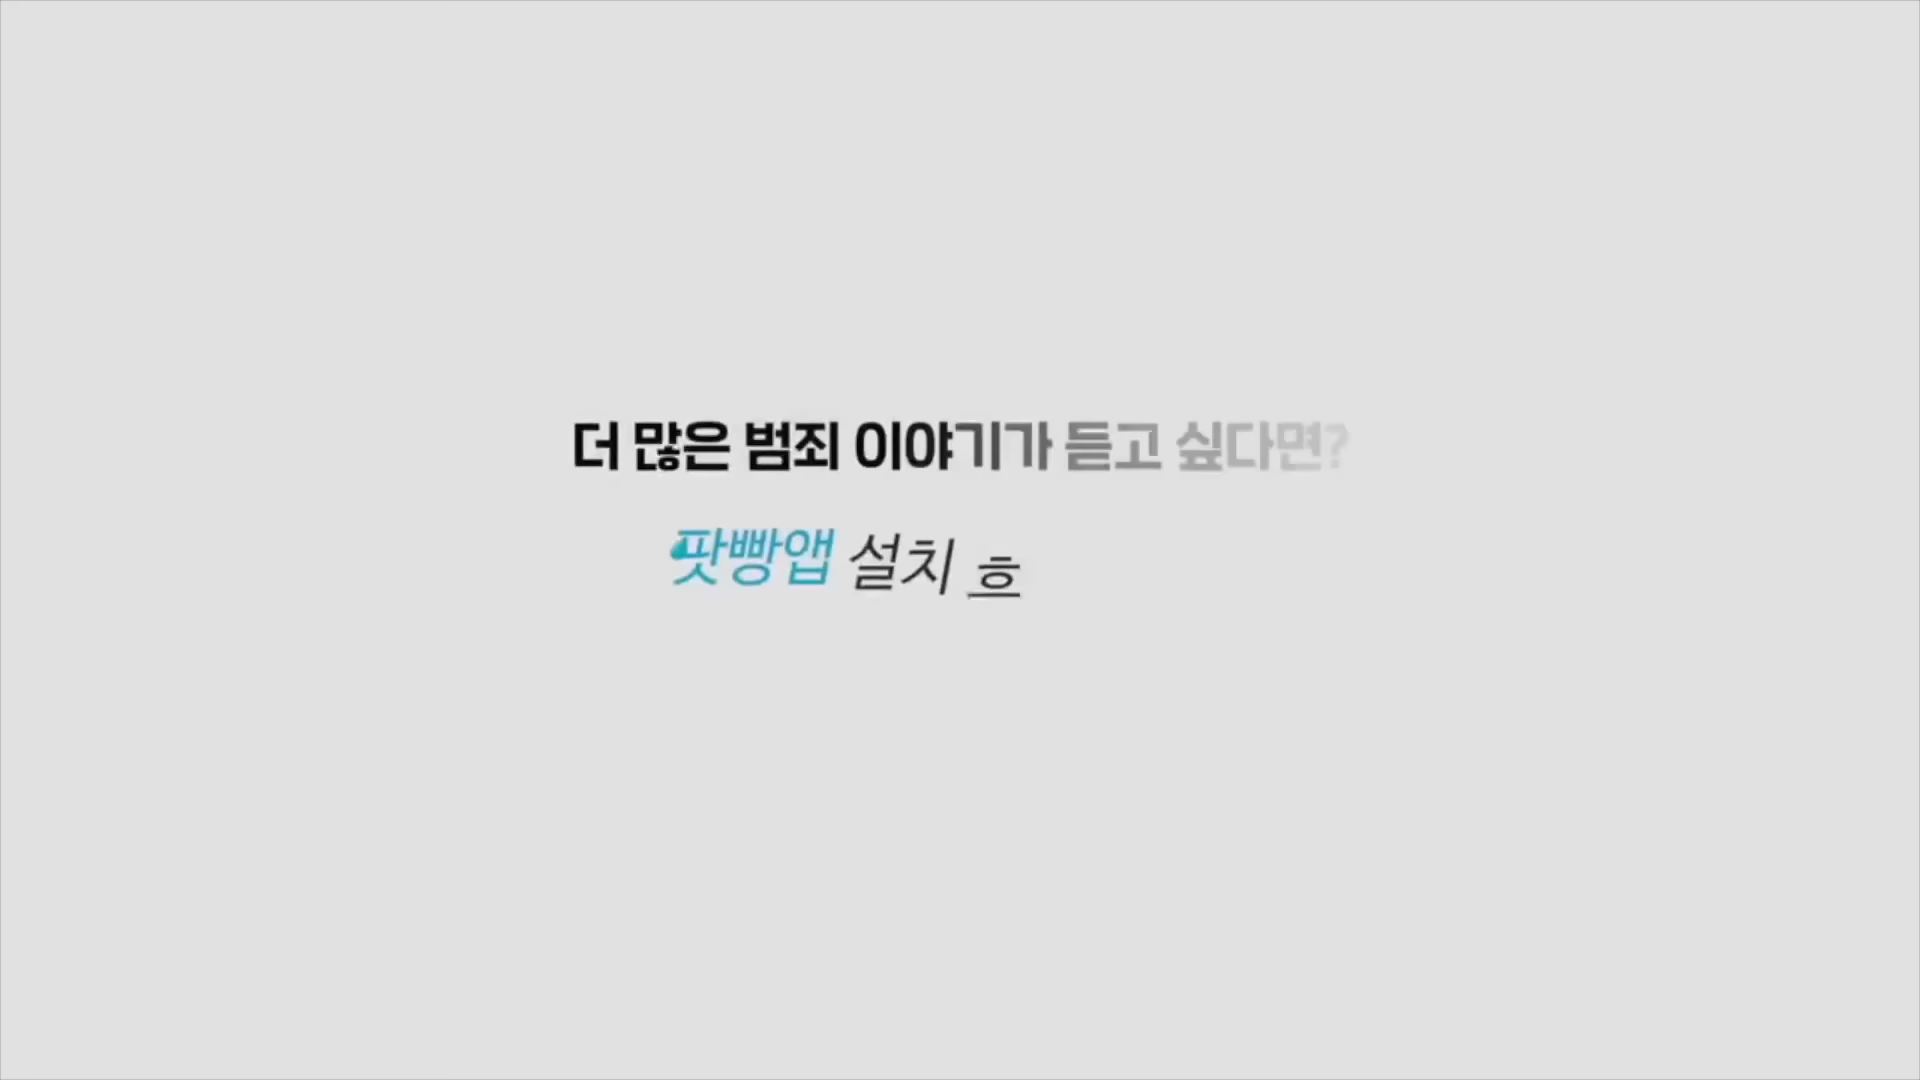 더 많은 범죄 이야기가 듣고 싶다면?
팟빵앱 설치